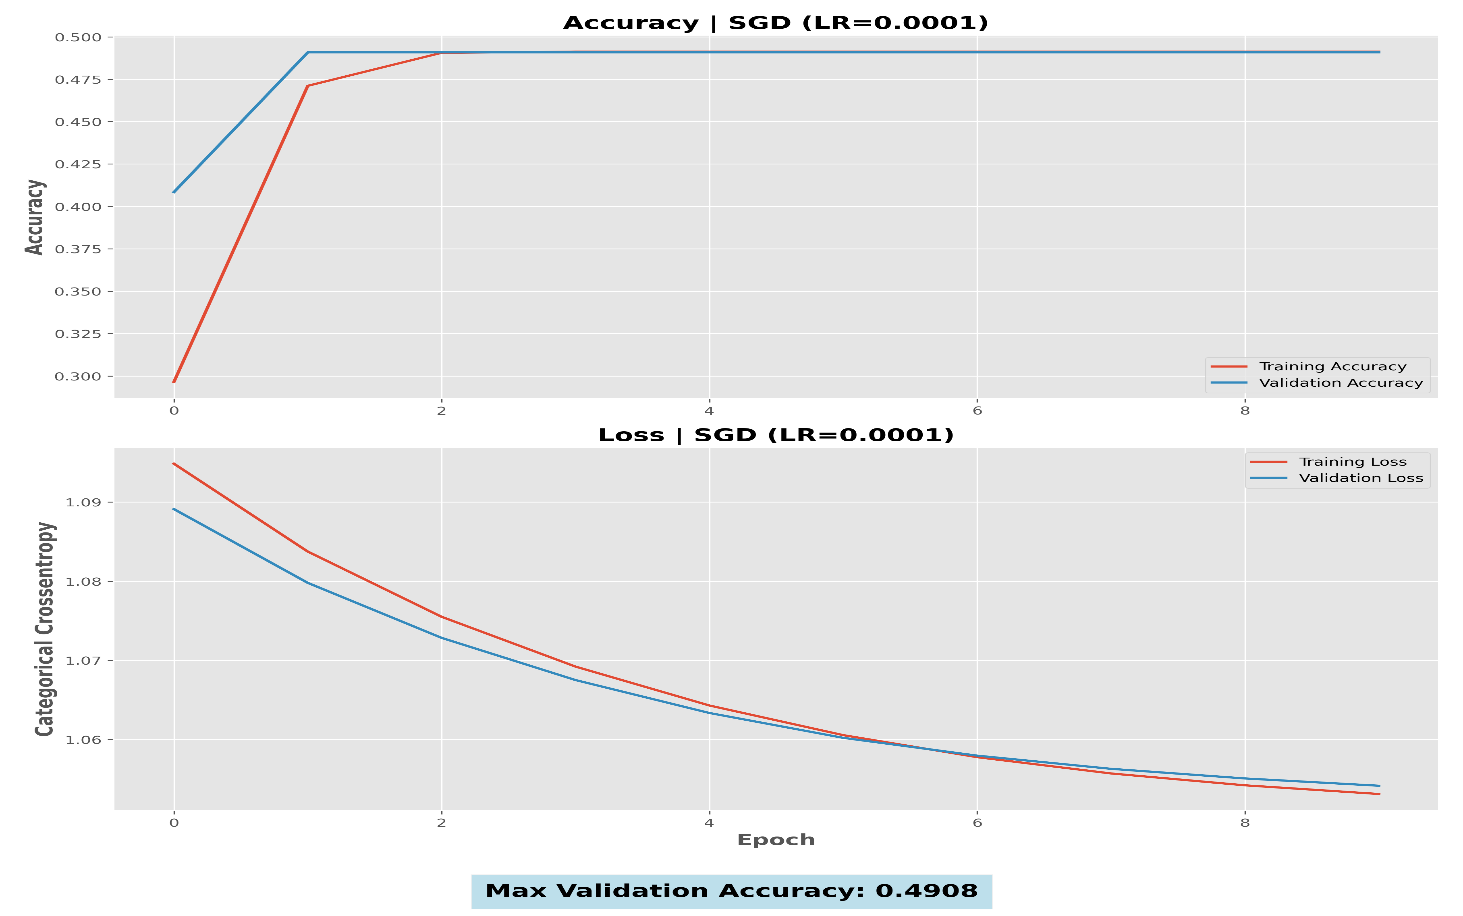 Accuracy | SGD (LR=0.0001)
0.500
0.475
0.450
0.425
0.400
0.375
0.350
0.325
0.300
Accuracy
Training Accuracy
Validation Accuracy
0 2 4 6 8
Loss | SGD (LR=0.0001)
Training Loss
Validation Loss
1.09
1.08
1.07
1.06
Categorical Crossentropy
0 2 4 6 8
Epoch
Max Validation Accuracy: 0.4908